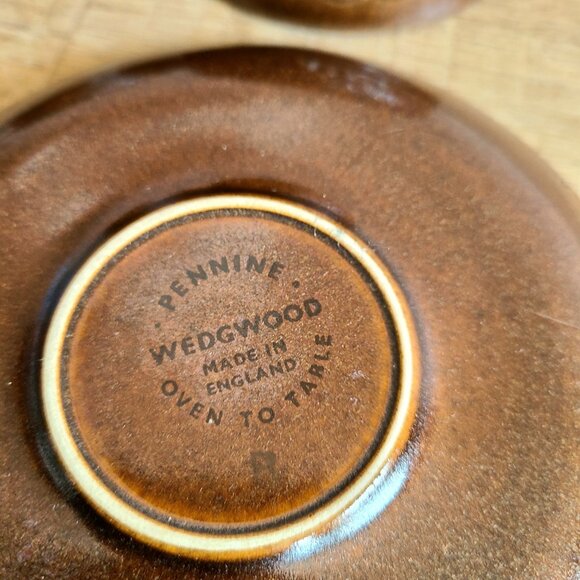 · PENNINE ·
WEDGWOOD
MADE IN
ENGLAND
OVEN TO TABLE